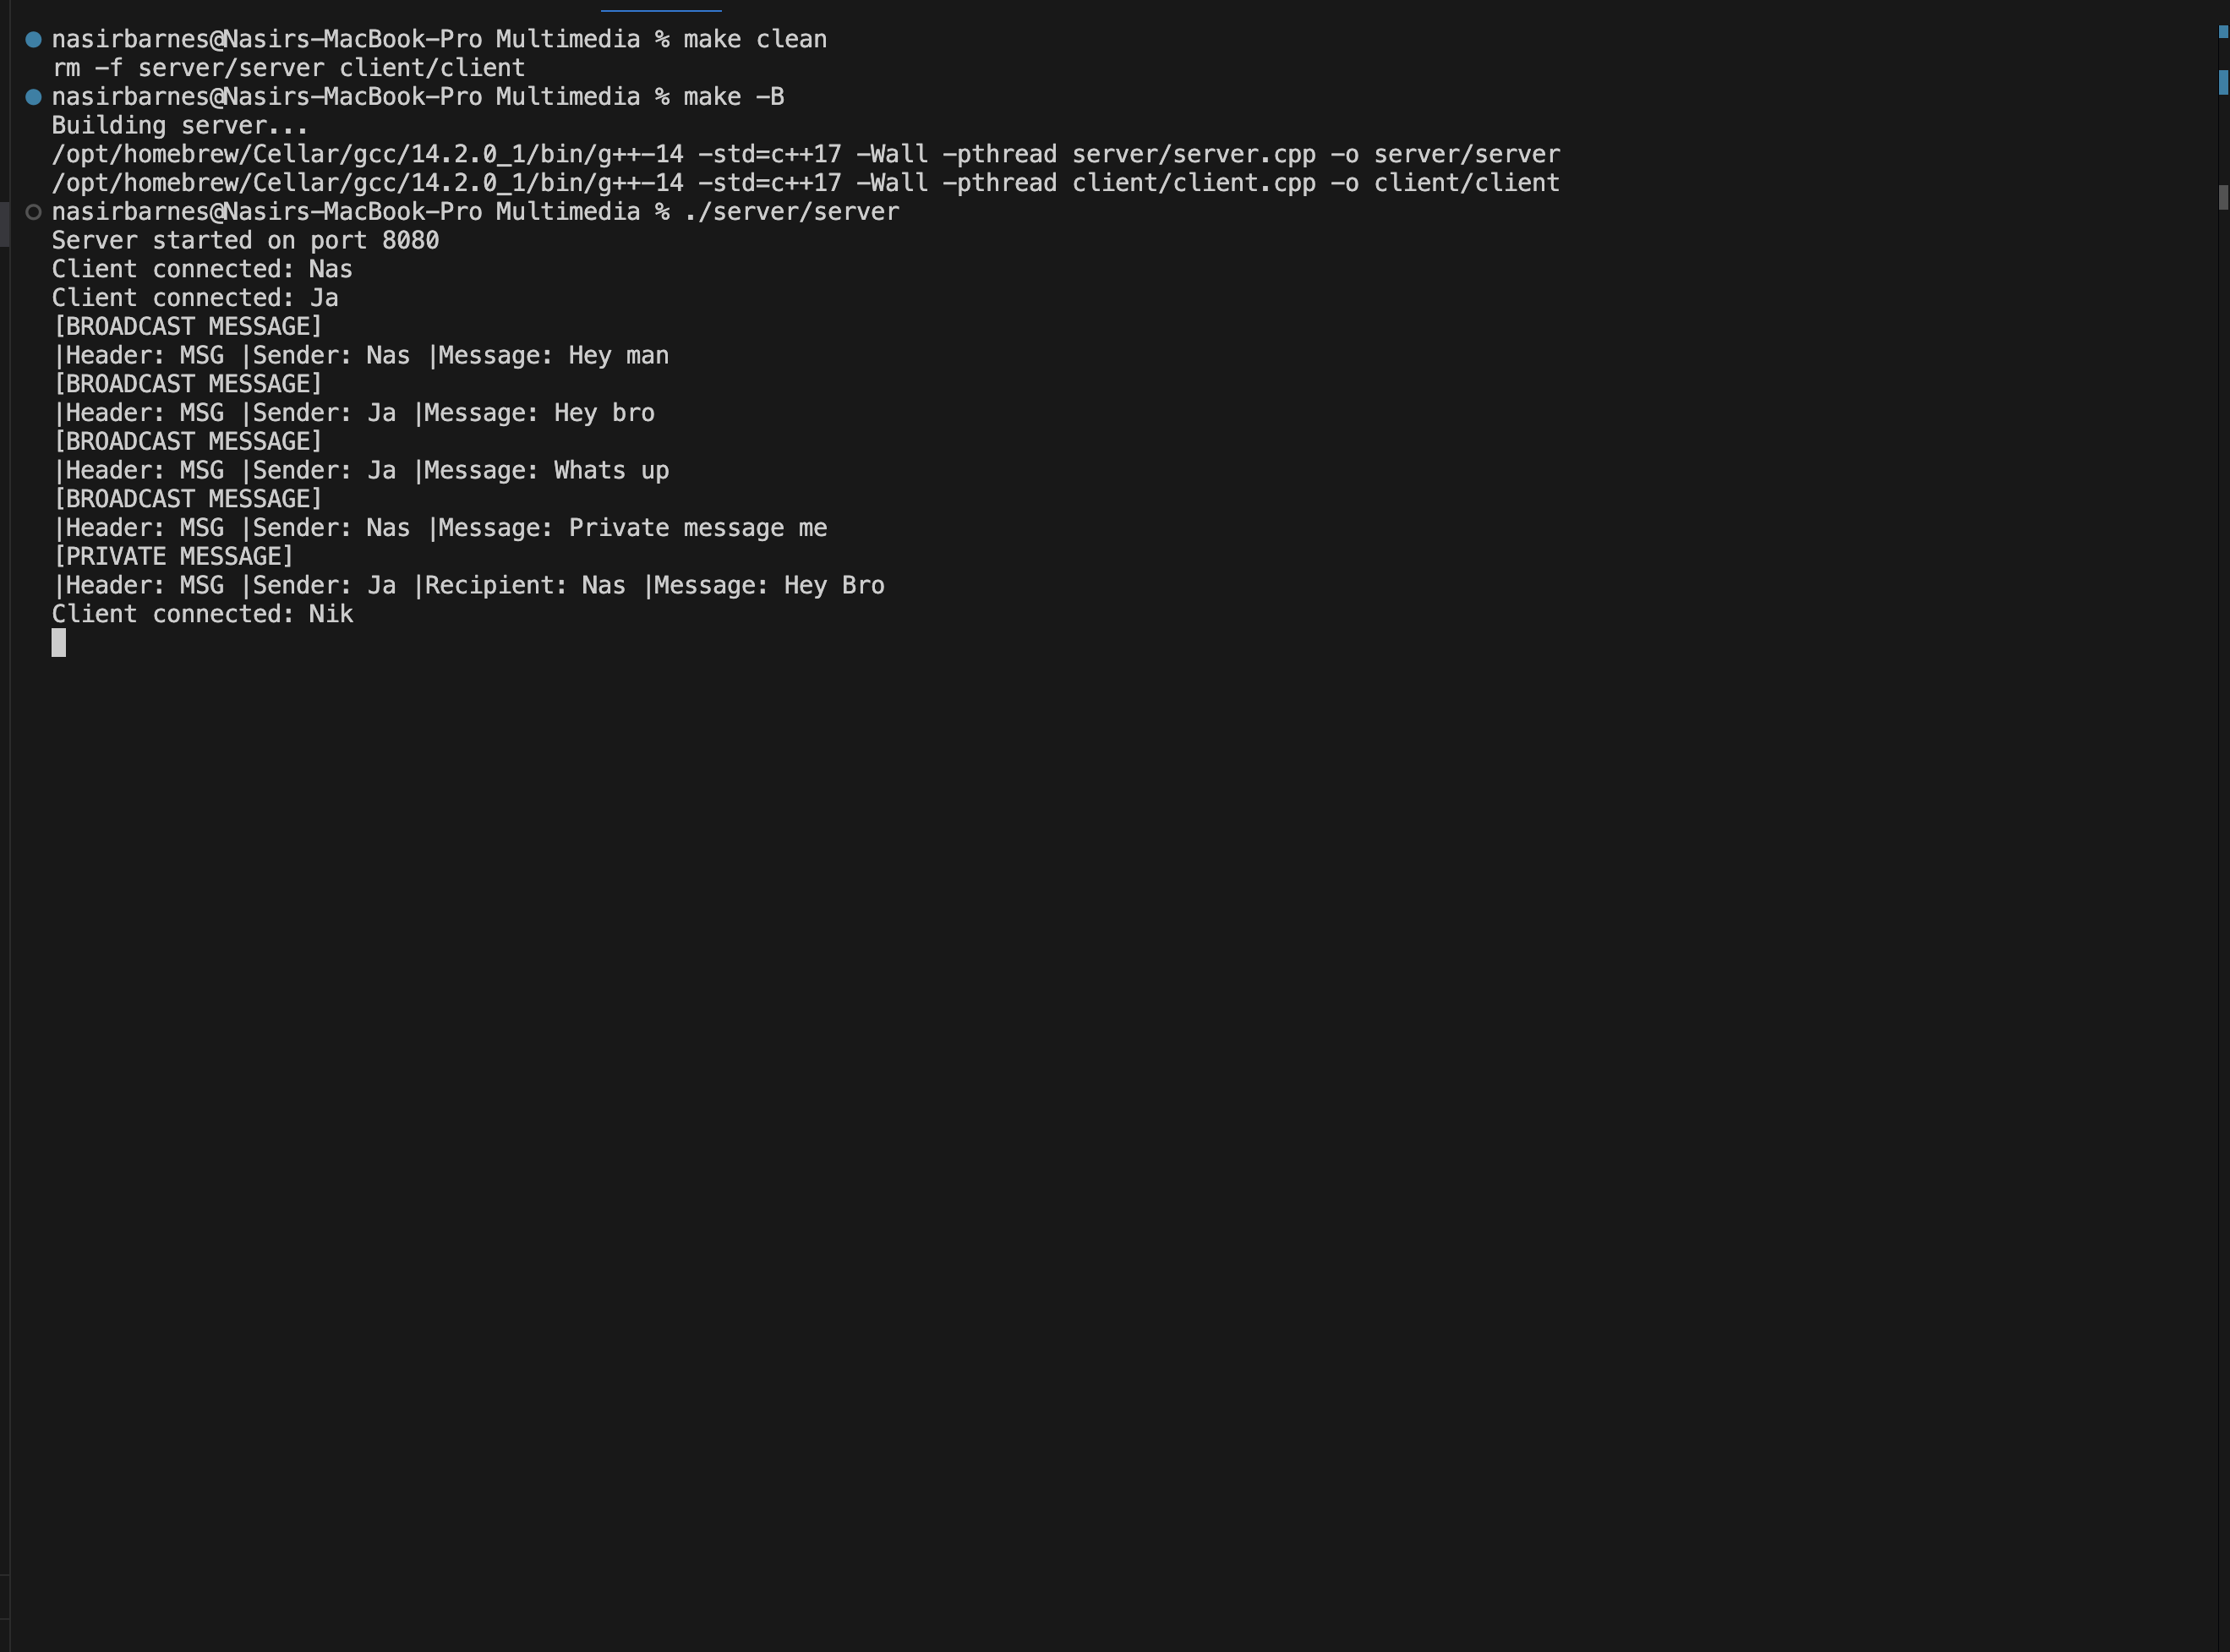 nasirbarnes@Nasirs-MacBook-Pro Multimedia % make clean
rm -f server/server client/client
nasirbarnes@Nasirs-MacBook-Pro Multimedia % make -B
Building server...
/opt/homebrew/Cellar/gcc/14.2.0_1/bin/g++-14 -std=c++17 -Wall -pthread server/server.cpp -o server/server
/opt/homebrew/Cellar/gcc/14.2.0_1/bin/g++-14 -std=c++17 -Wall -pthread client/client.cpp -o client/client
nasirbarnes@Nasirs-MacBook-Pro Multimedia % ./server/server
Server started on port 8080
Client connected: Nas
Client connected: Ja
[BROADCAST MESSAGE]
|Header: MSG |Sender: Nas |Message: Hey man
[BROADCAST MESSAGE]
|Header: MSG |Sender: Ja |Message: Hey bro
[BROADCAST MESSAGE]
|Header: MSG |Sender: Ja |Message: Whats up
[BROADCAST MESSAGE]
|Header: MSG |Sender: Nas |Message: Private message me
[PRIVATE MESSAGE]
|Header: MSG |Sender: Ja |Recipient: Nas |Message: Hey Bro
Client connected: Nik